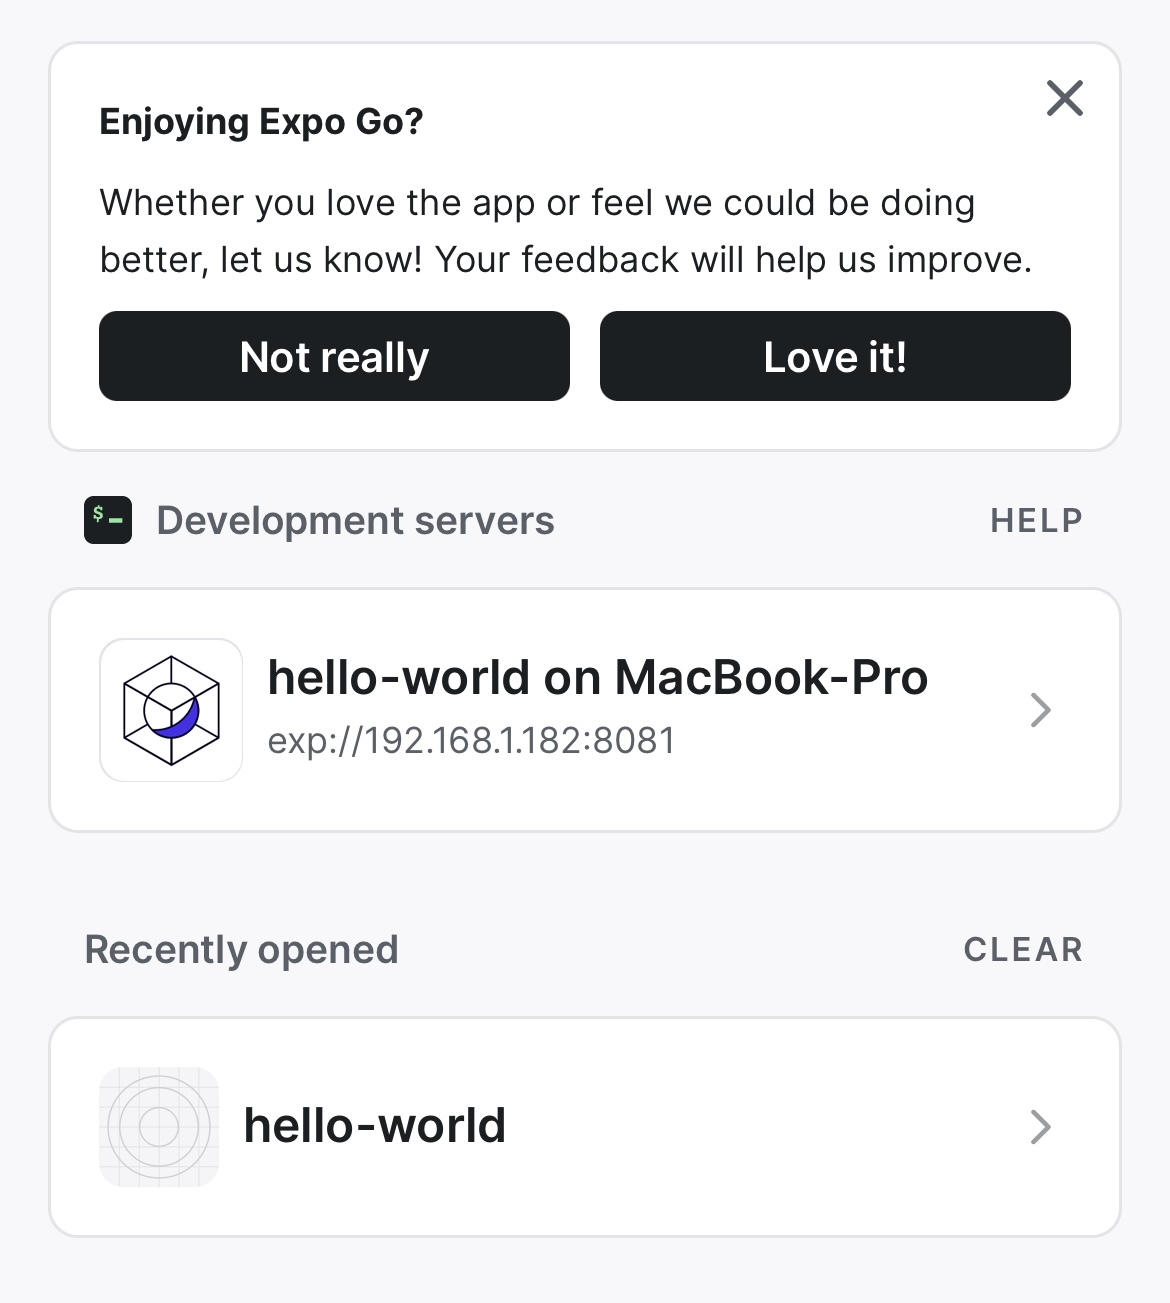 Enjoying Expo Go?
Whether you love the app or feel we could be doing
better, let us know! Your feedback will help us improve.
Not really
Love it!
$
Development servers
HELP
hello-world on MacBook-Pro
exp://192.168.1.182:8081
Recently opened
CLEAR
hello-world